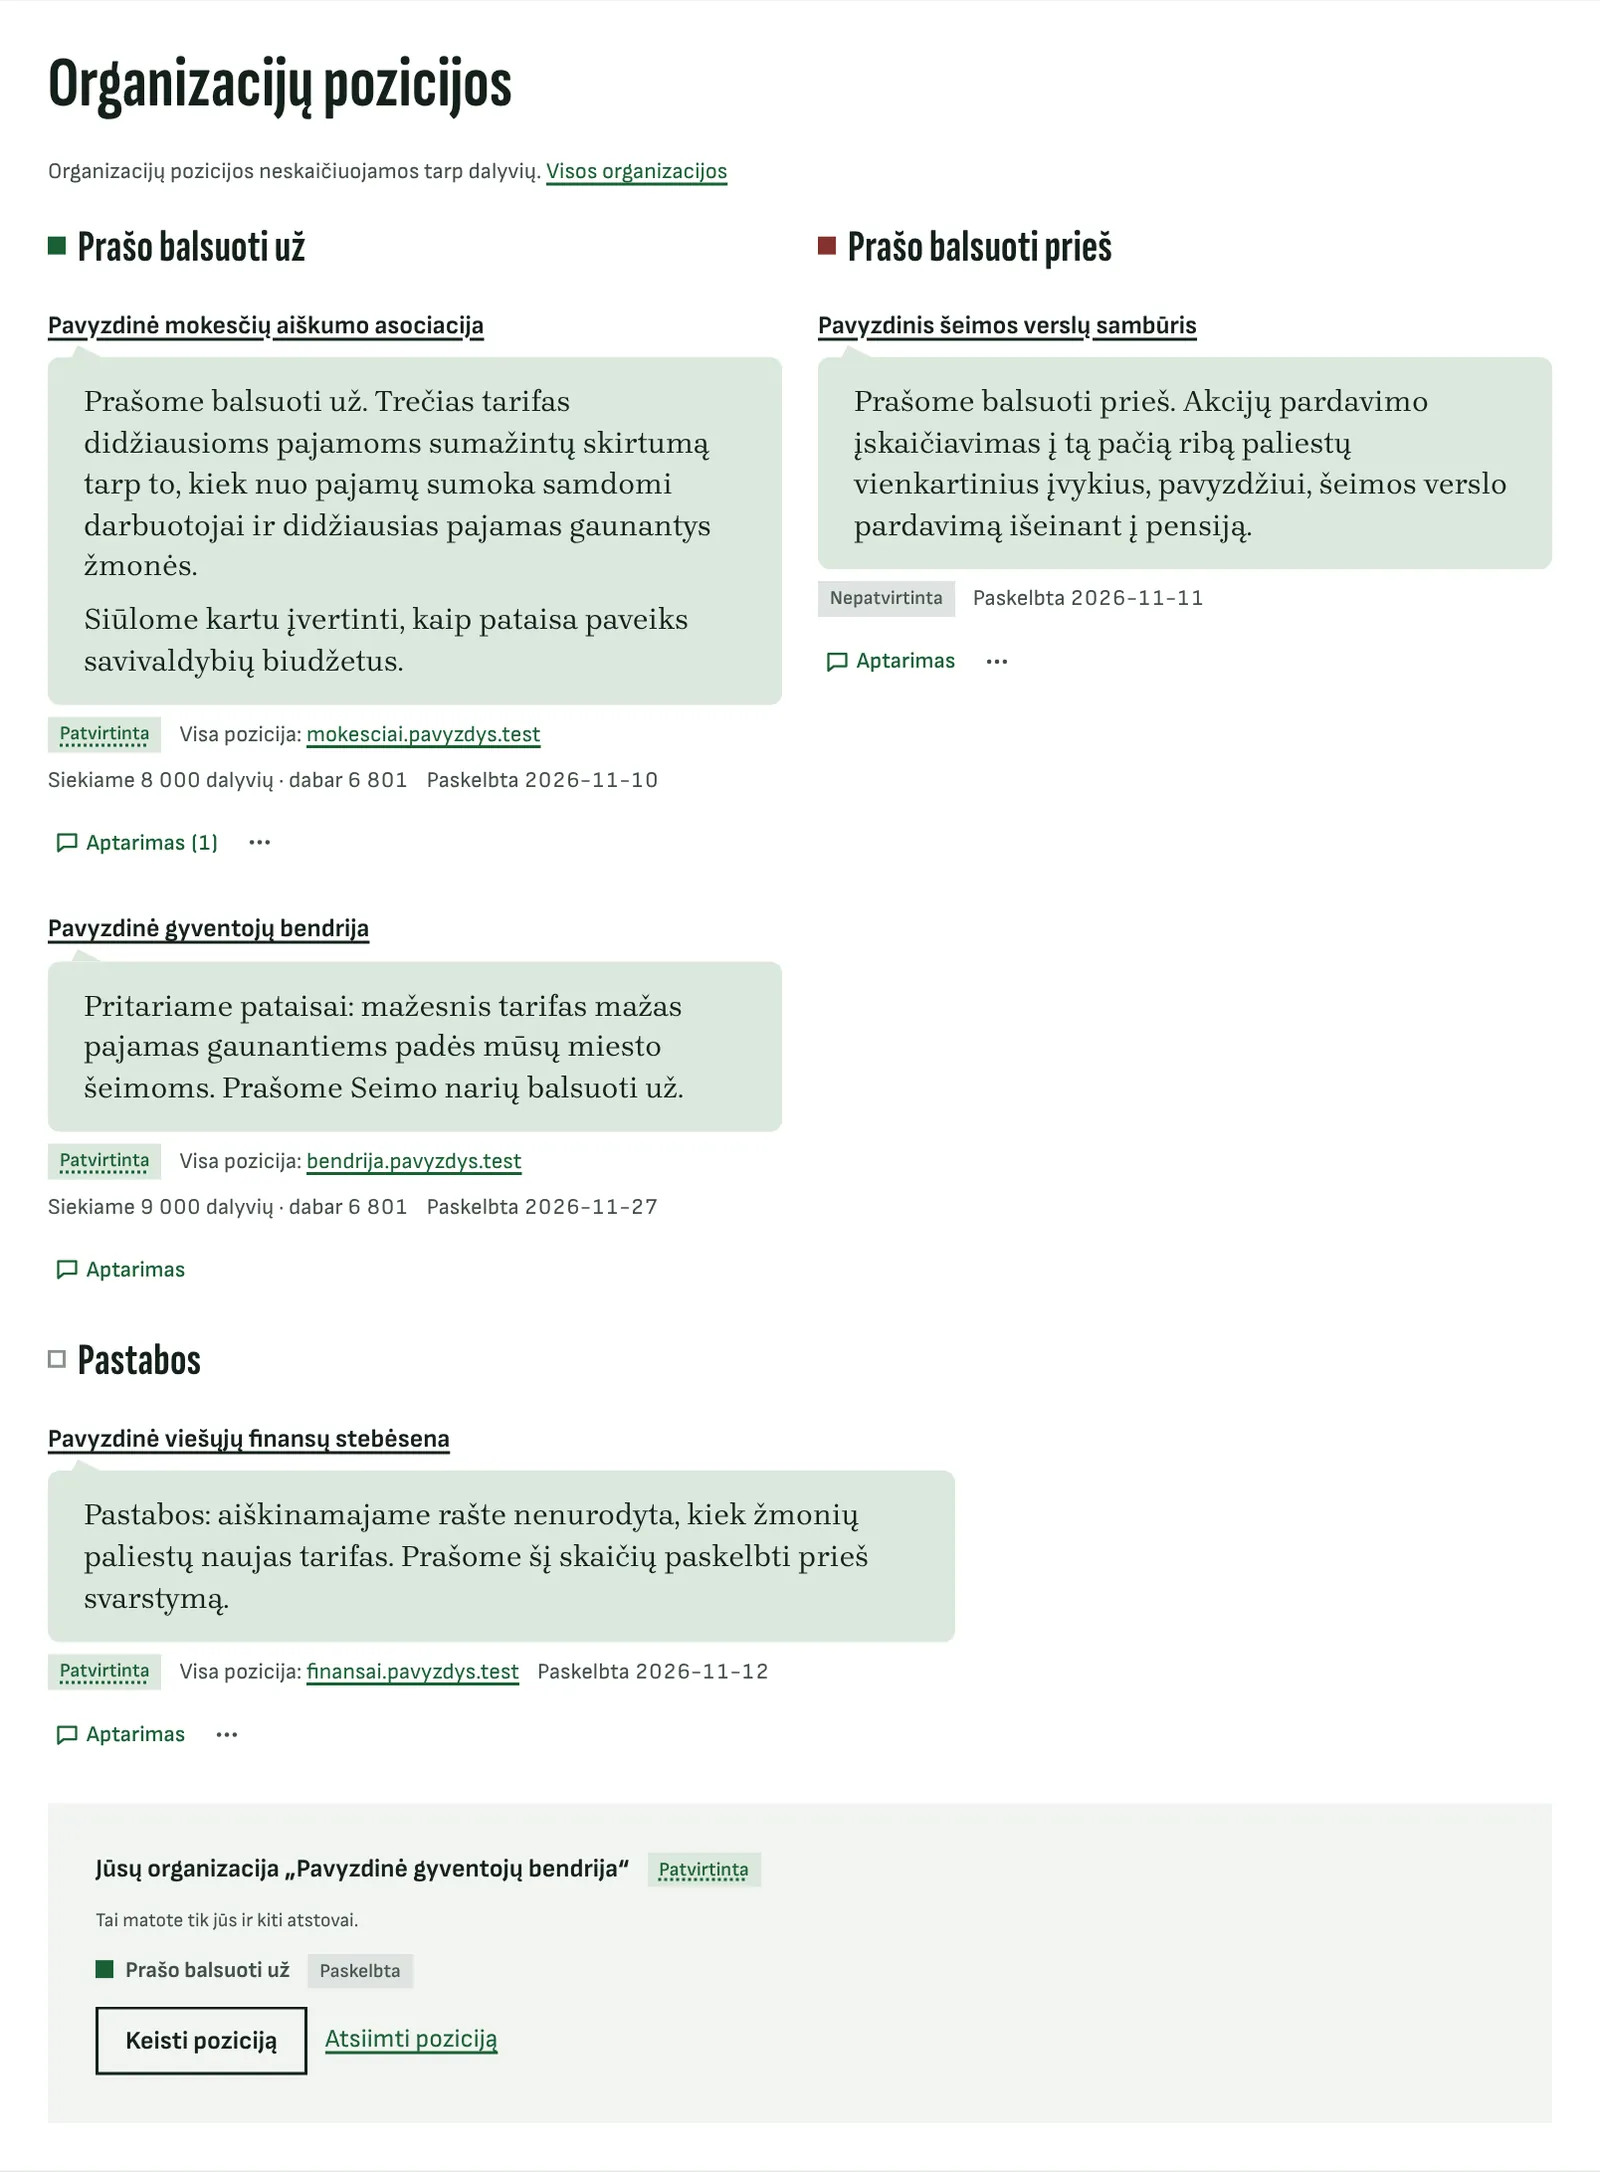 Organizacijų pozicijos
Organizacijų pozicijos neskaičiuojamos tarp dalyvių. Visos organizacijos
Prašo balsuoti už
Pavyzdinė mokesčių aiškumo asociacija
Prašome balsuoti už. Trečias tarifas
didžiausioms pajamoms sumažintų skirtumą
tarp to, kiek nuo pajamų sumoka samdomi
darbuotojai ir didžiausias pajamas gaunantys
žmonės.
Siūlome kartu įvertinti, kaip pataisa paveiks
savivaldybių biudžetus.
Patvirtinta Visa pozicija: mokesciai.pavyzdys.test
Siekiame 8 000 dalyvių · dabar 6 801 Paskelbta 2026-11-10
Aptarimas (1)
Pavyzdinė gyventojų bendrija
Pritariame pataisai: mažesnis tarifas mažas
pajamas gaunantiems padės mūsų miesto
šeimoms. Prašome Seimo narių balsuoti už.
Patvirtinta Visa pozicija: bendrija.pavyzdys.test
Siekiame 9 000 dalyvių · dabar 6 801 Paskelbta 2026-11-27
Aptarimas
Prašo balsuoti prieš
Pavyzdinis šeimos verslų sambūris
Prašome balsuoti prieš. Akcijų pardavimo
įskaičiavimas į tą pačią ribą paliestų
vienkartinius įvykius, pavyzdžiui, šeimos verslo
pardavimą išeinant į pensiją.
Nepatvirtinta Paskelbta 2026-11-11
Aptarimas
Pastabos
Pavyzdinė viešųjų finansų stebėsena
Pastabos: aiškinamajame rašte nenurodyta, kiek žmonių
paliestų naujas tarifas. Prašome šį skaičių paskelbti prieš
svarstymą.
Patvirtinta Visa pozicija: finansai.pavyzdys.test Paskelbta 2026-11-12
Aptarimas
Jūsų organizacija „Pavyzdinė gyventojų bendrija“ Patvirtinta
Tai matote tik jūs ir kiti atstovai.
Prašo balsuoti už Paskelbta
Keisti poziciją Atsiimti poziciją